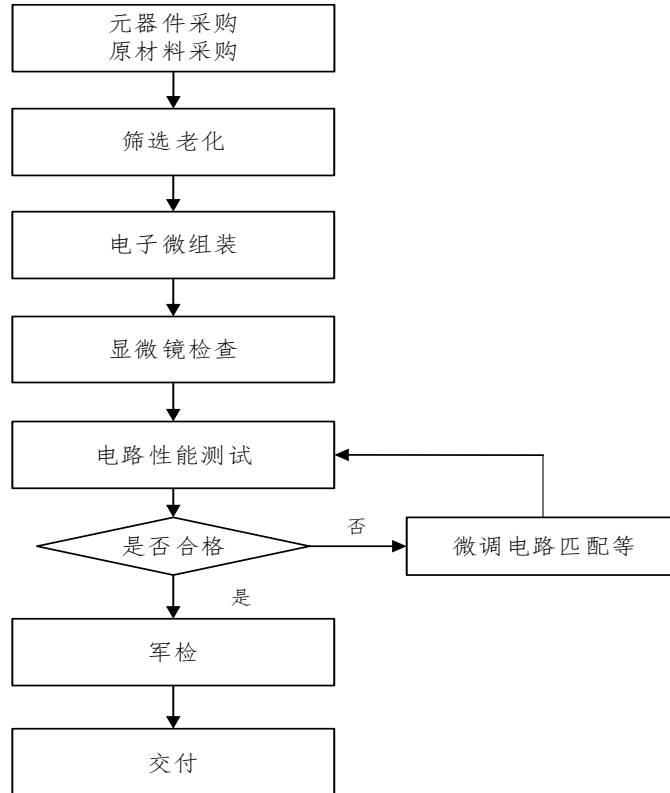 元器件采购
原材料采购
筛选老化
电子微组装
显微镜检查
电路性能测试
是否合格
否
微调电路匹配等
是
军检
交付